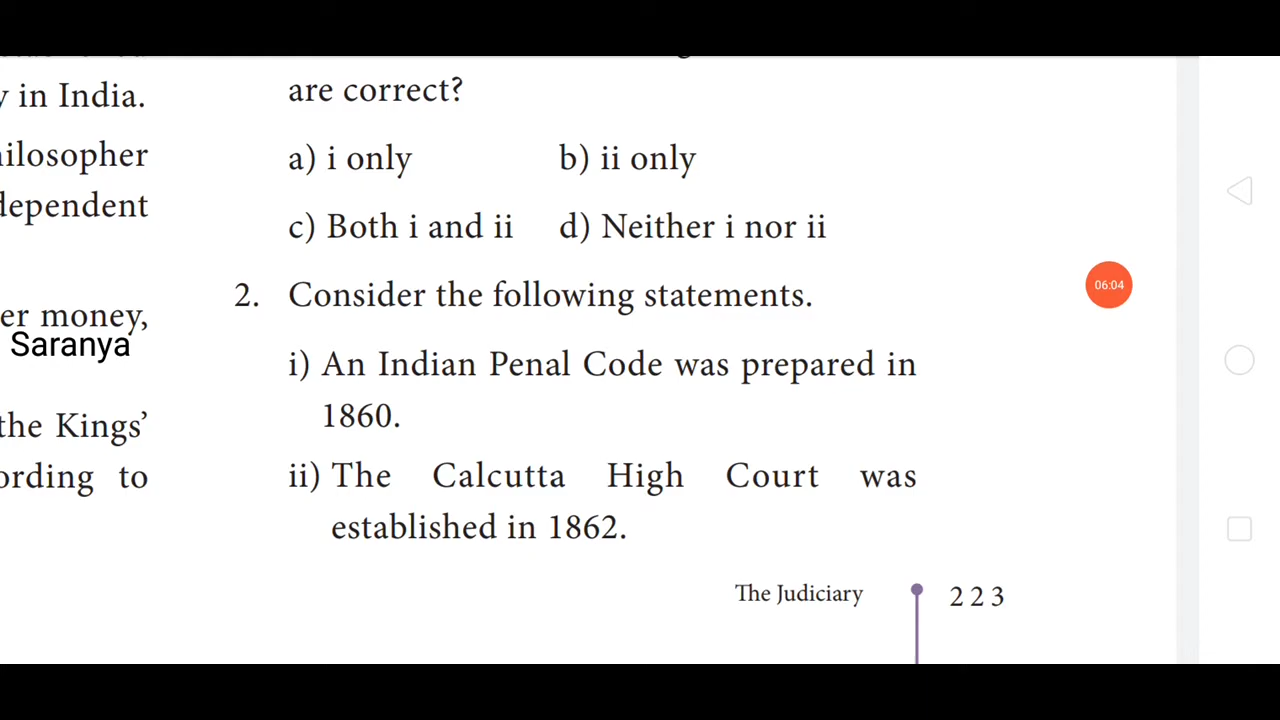 y in India.
hilosopher
dependent
er money,
Saranya
the Kings’
ording to
are correct?
a) i only b) ii only
c) Both i and ii d) Neither i nor ii
2. Consider the following statements.
i) An Indian Penal Code was prepared in
1860.
ii) The Calcutta High Court was
established in 1862.
The Judiciary 223
06:04